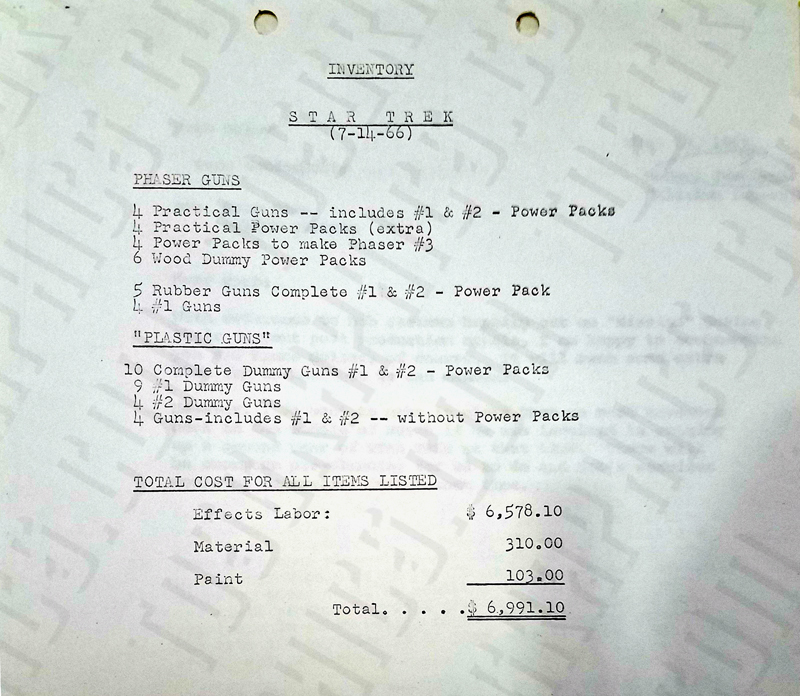 INVENTORY
STAR TREK
(7-14-66)
PHASER GUNS
4 Practical Guns -- includes #1 & #2 - Power Packs
4 Practical Power Packs (extra)
4 Power Packs to make Phaser #3
6 Wood Dummy Power Packs
5 Rubber Guns Complete #1 & #2 - Power Pack
4 #1 Guns
"PLASTIC GUNS"
10 Complete Dummy Guns #1 & #2 - Power Packs
9 #1 Dummy Guns
4 #2 Dummy Guns
4 Guns-includes #1 & #2 -- without Power Packs
TOTAL COST FOR ALL ITEMS LISTED
Effects Labor: $ 6,578.10
Material 310.00
Paint 103.00
Total. . . . .$ 6,991.10